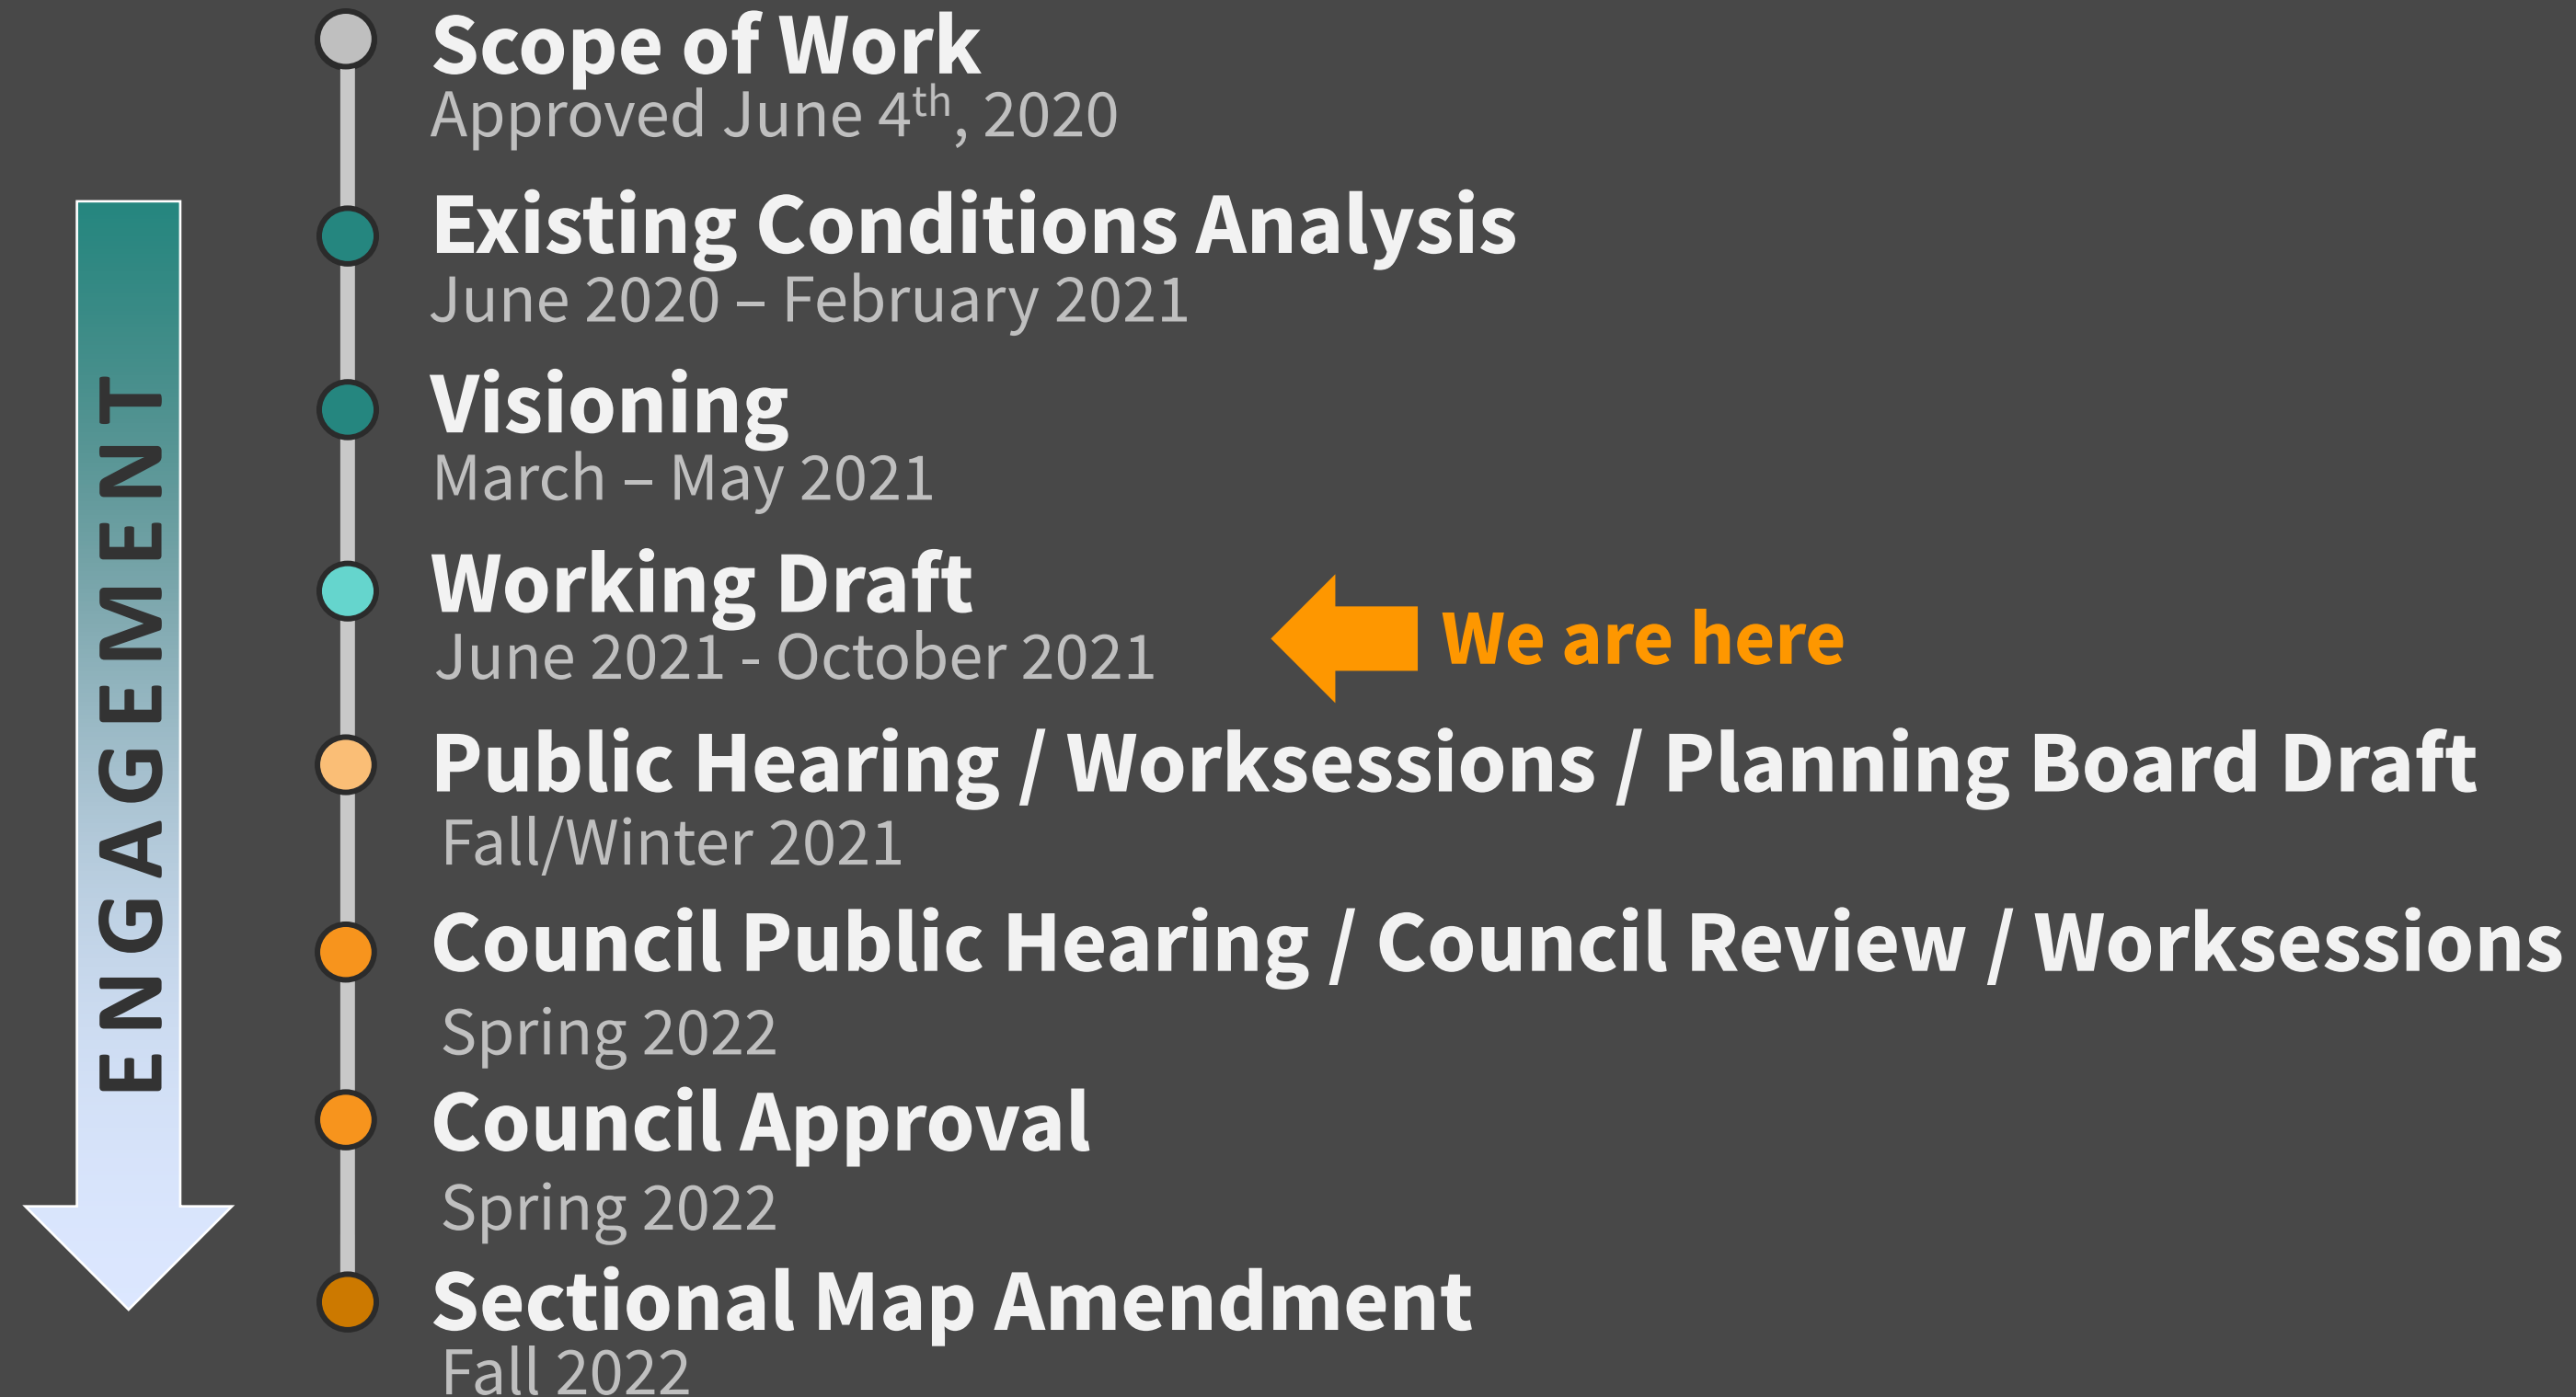 Scope of Work
Approved June 4th, 2020
Existing Conditions Analysis
June 2020 – February 2021
Visioning
March – May 2021
Working Draft
June 2021 - October 2021
We are here
Public Hearing / Worksessions / Planning Board Draft
Fall/Winter 2021
Council Public Hearing / Council Review / Worksessions
Spring 2022
Council Approval
Spring 2022
Sectional Map Amendment
Fall 2022
ENGAGEMENT